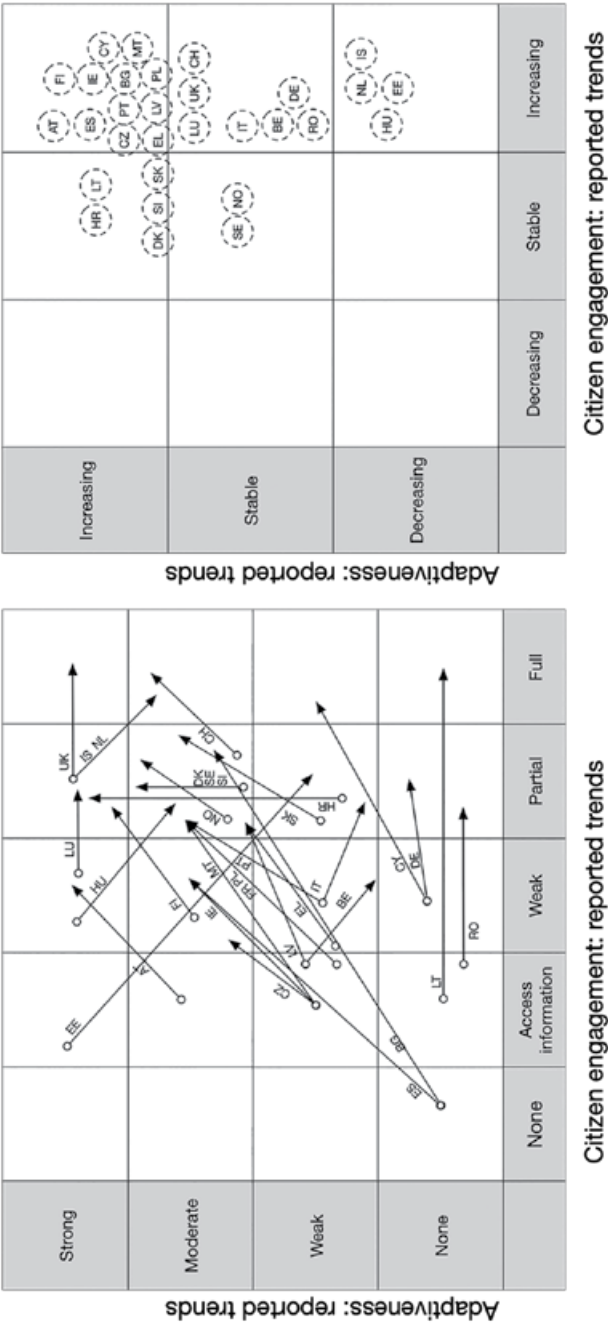 Adaptiveness: reported trends
Strong
Moderate
Weak
None
EE
HU
LU
UK
IS NL
AT
FI
IE
NO
DK
SE
SI
CH
CZ
LV
FR PL MT
PT
EL
IT
BE
SK
HR
ES
BG
LT
RO
CY
DE
None
Access
information
Weak
Partial
Full
Citizen engagement: reported trends
Adaptiveness: reported trends
Increasing
Stable
Decreasing
HR
LT
DK
SI
SK
AT
FI
ES
IE
CY
CZ
PT
BG
MT
EL
LV
PL
SE
NO
LU
UK
CH
IT
BE
DE
RO
NL
IS
HU
EE
Decreasing
Stable
Increasing
Citizen engagement: reported trends